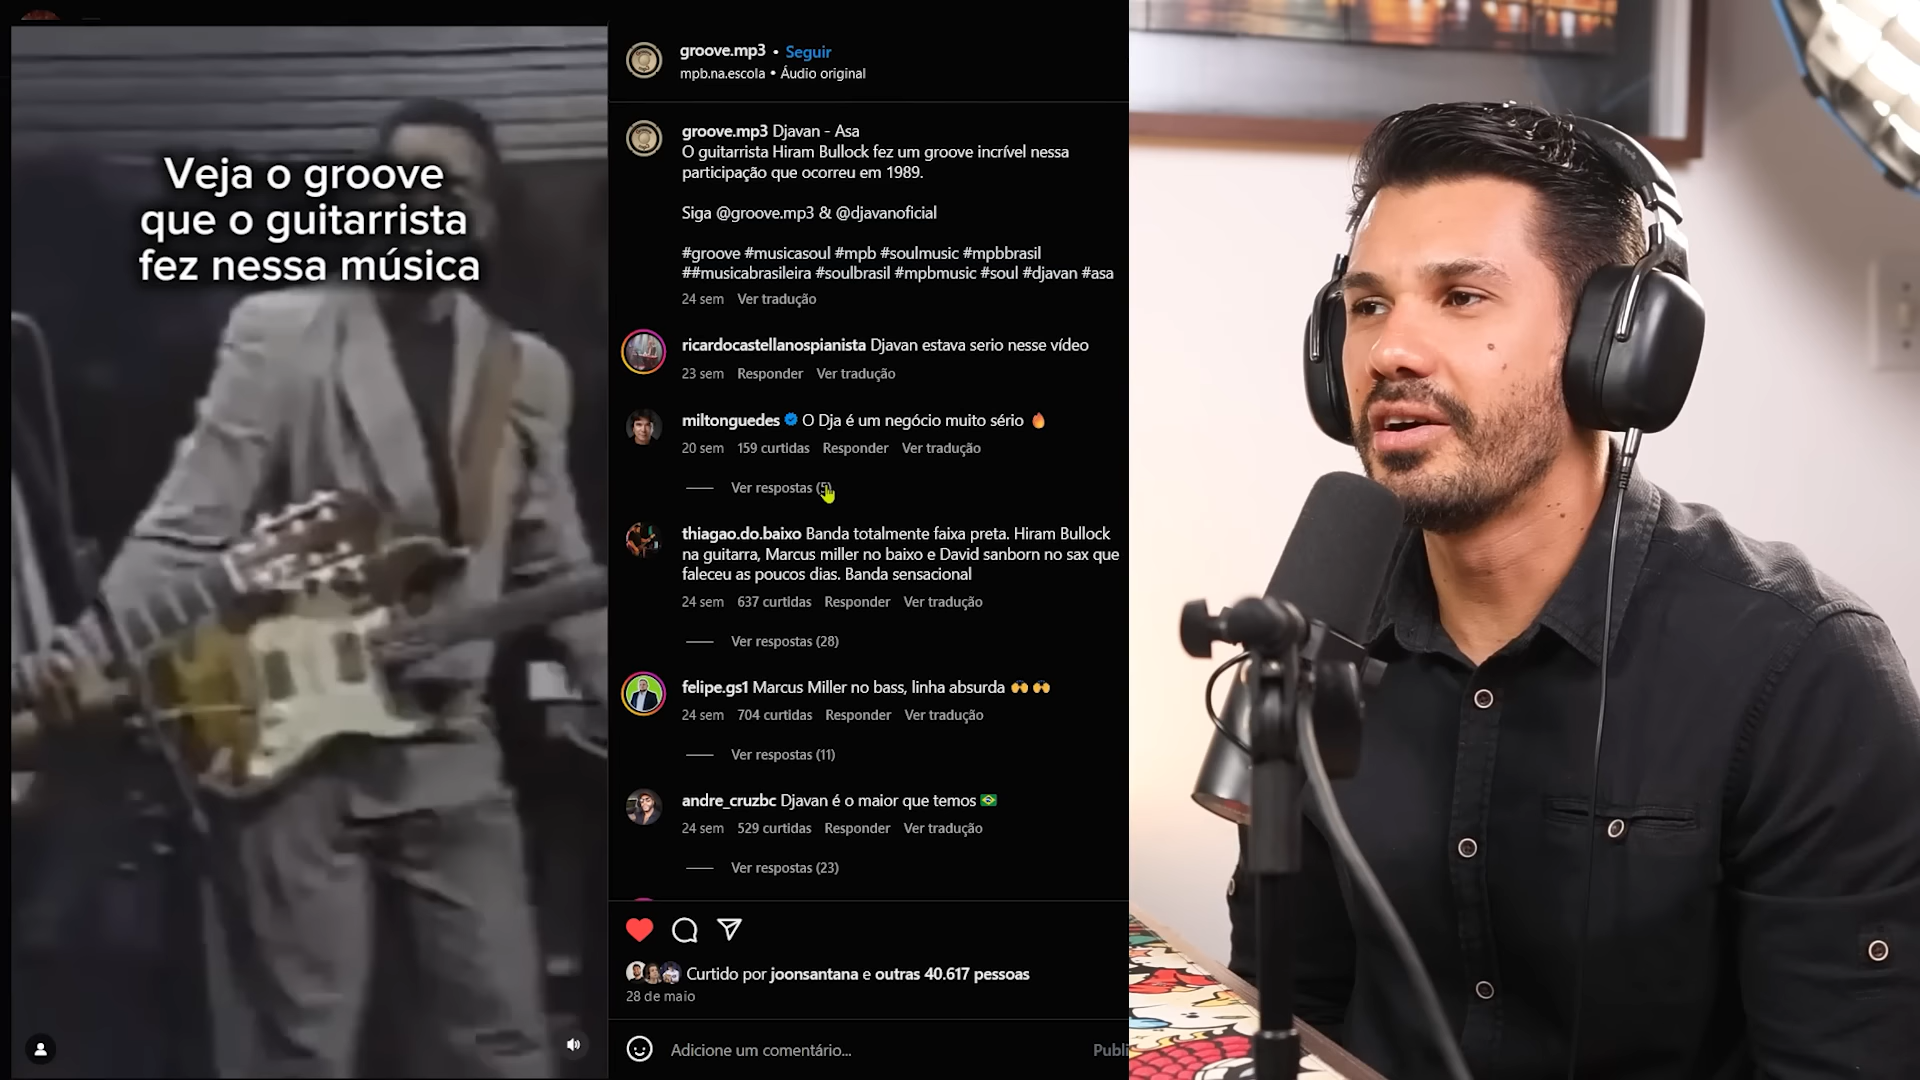 Veja o groove
que o guitarrista
fez nessa música
groove.mp3 • Seguir
mpb.na.escola • Áudio original
groove.mp3 Djavan - Asa
O guitarrista Hiram Bullock fez um groove incrível nessa
participação que ocorreu em 1989.
Siga @groove.mp3 & @djavanoficial
#groove #musicasoul #mpb #soulmusic #mpbbrasil
##musicabrasileira #soulbrasil #mpbmusic #soul #djavan #asa
24 sem Ver tradução
ricardocastellanospianista Djavan estava serio nesse vídeo
23 sem Responder Ver tradução
miltonguedes O Dja é um negócio muito sério 🔥
20 sem 159 curtidas Responder Ver tradução
Ver respostas (5)
thiagao.do.baixo Banda totalmente faixa preta. Hiram Bullock
na guitarra, Marcus miller no baixo e David sanborn no sax que
faleceu as poucos dias. Banda sensacional
24 sem 637 curtidas Responder Ver tradução
Ver respostas (28)
felipe.gs1 Marcus Miller no bass, linha absurda 🙌🙌
24 sem 704 curtidas Responder Ver tradução
Ver respostas (11)
andre_cruzbc Djavan é o maior que temos 🇧🇷
24 sem 529 curtidas Responder Ver tradução
Ver respostas (23)
Curtido por joonsantana e outras 40.617 pessoas
28 de maio
Adicione um comentário...
Publi